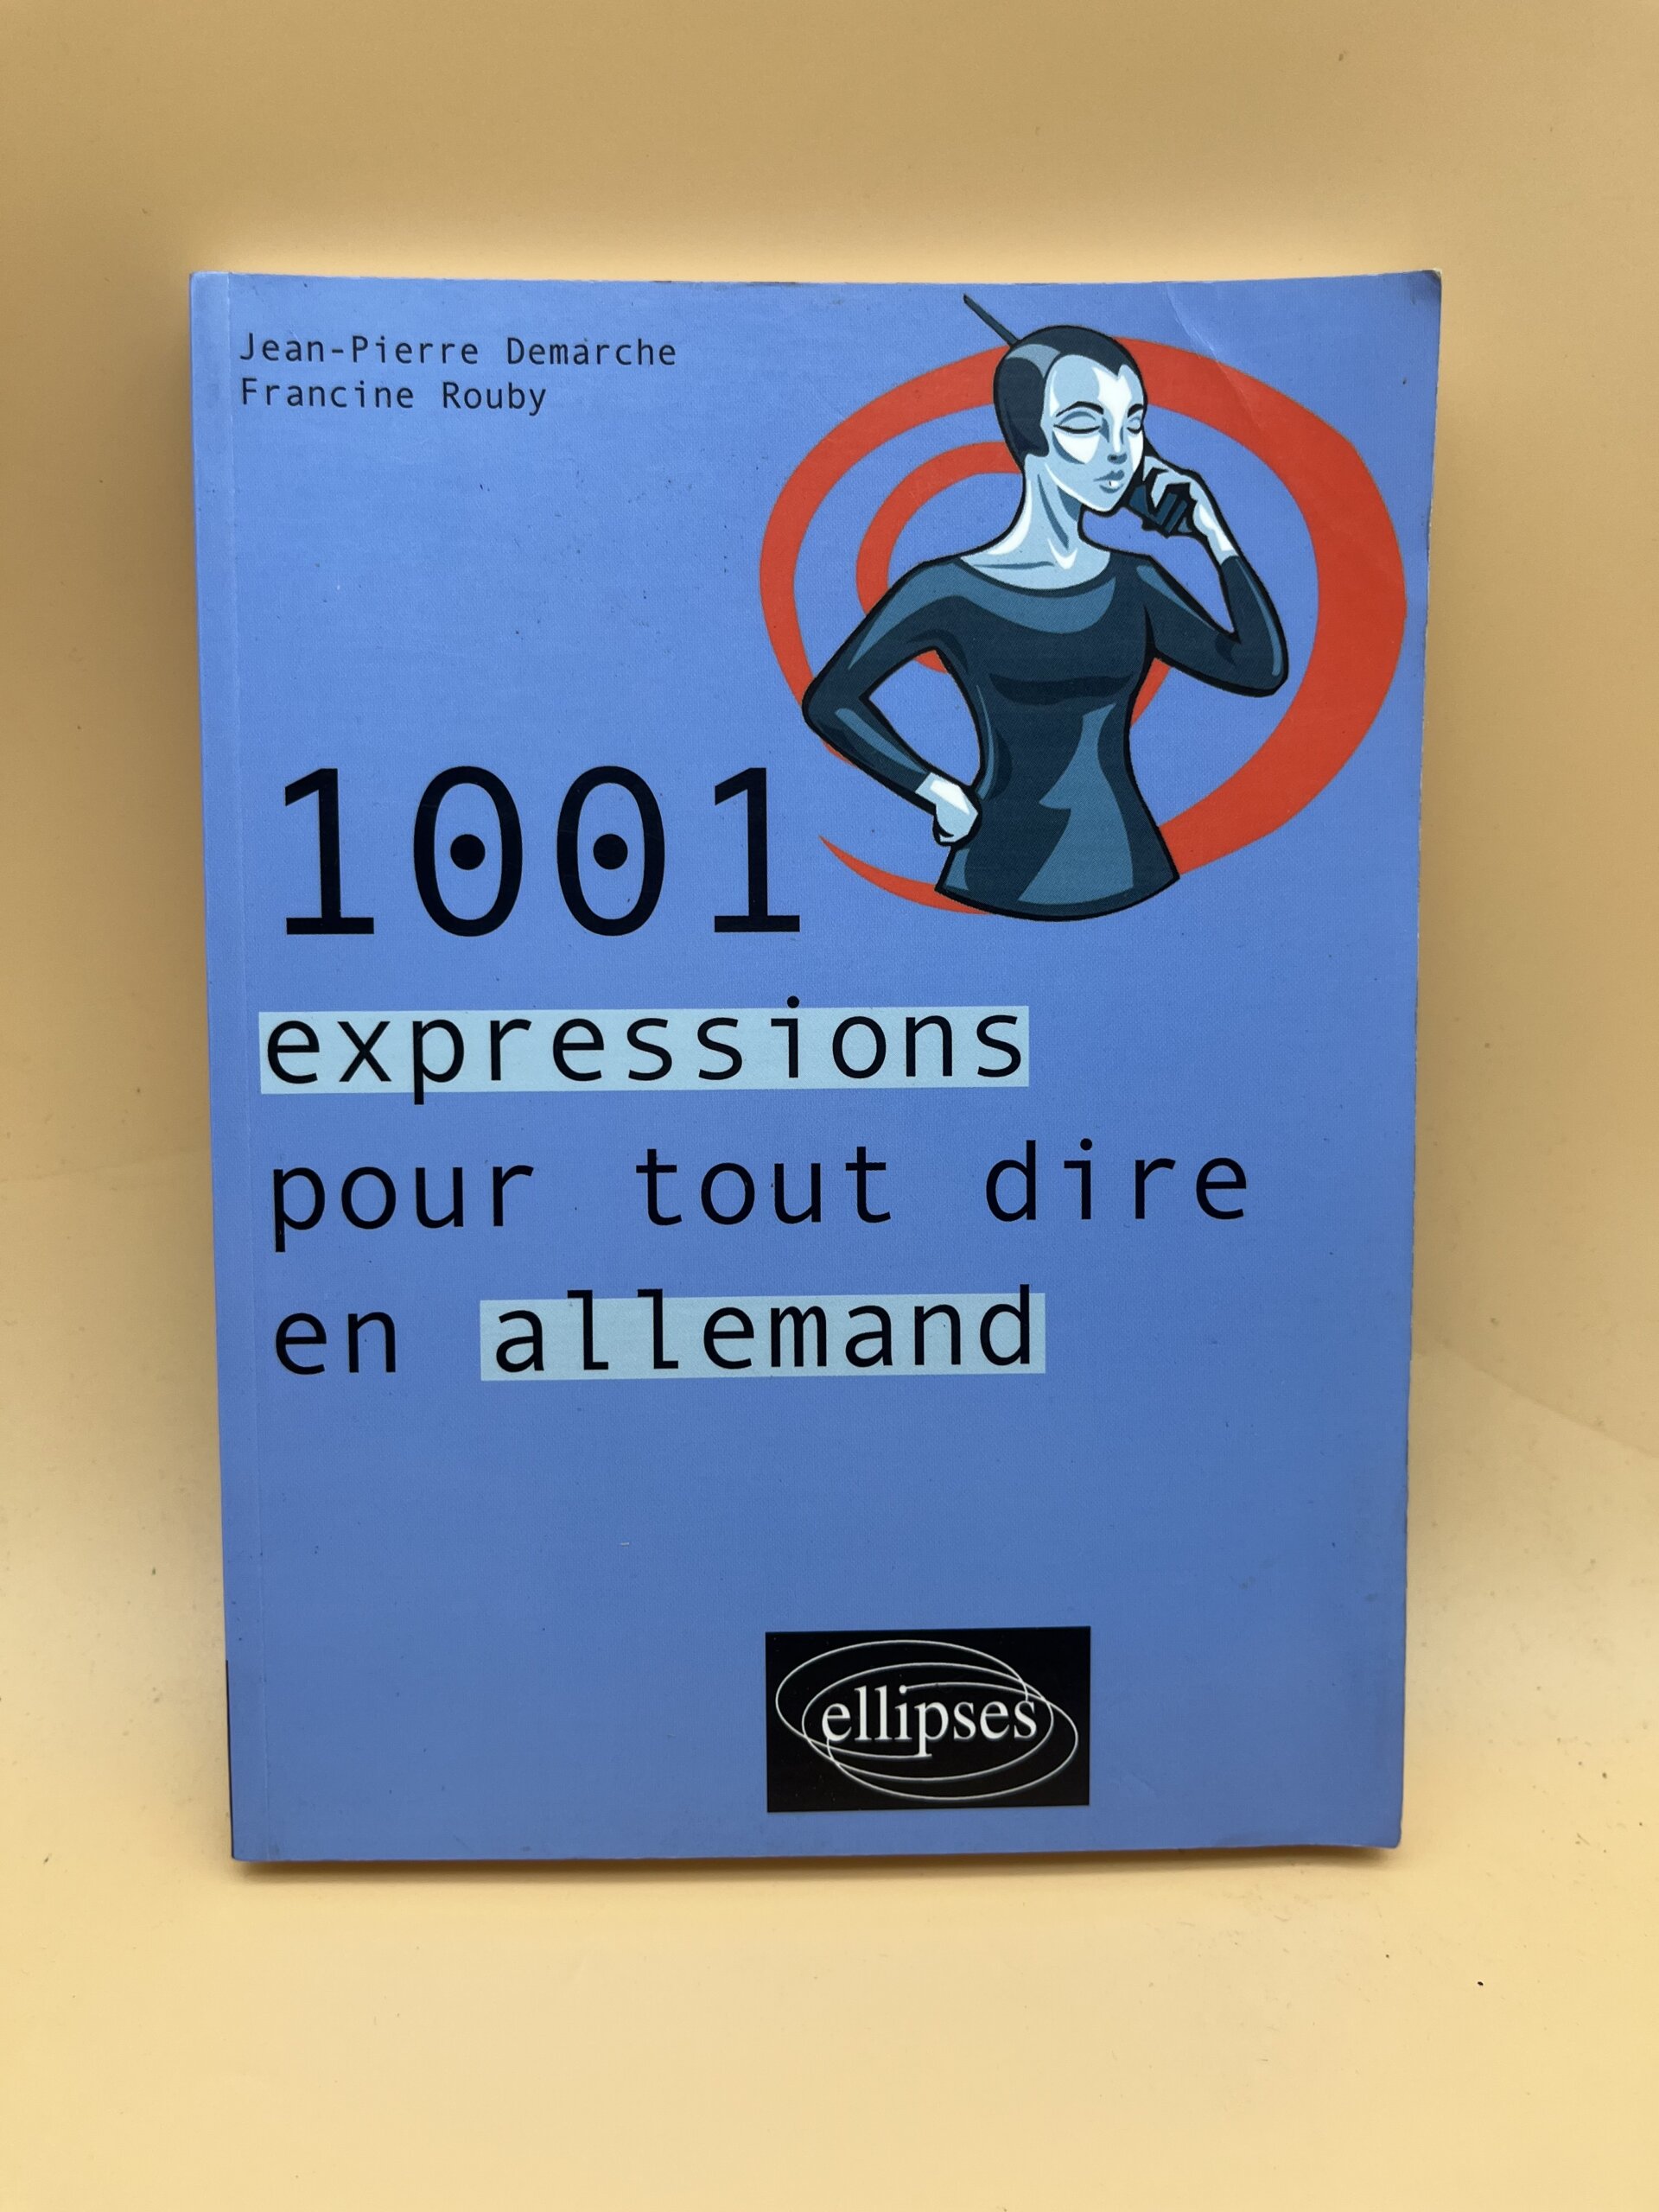 Jean-Pierre Demarche
Francine Rouby
1001
expressions
pour tout dire
en allemand
ellipses